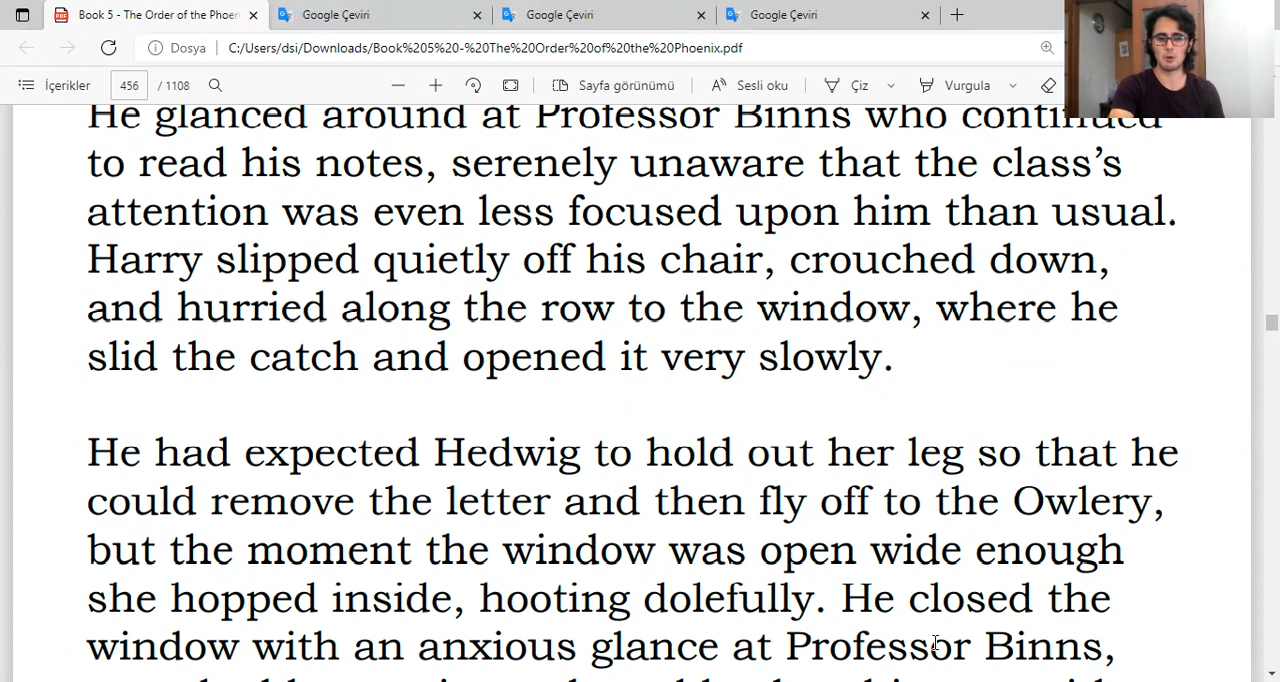 Book 5 - The Order of the Phoen
Google Çeviri
Google Çeviri
Google Çeviri
Dosya
C:/Users/dsi/Downloads/Book%205%20-%20The%20Order%20of%20the%20Phoenix.pdf
İçerikler
456 / 1108
Sayfa görünümü
Sesli oku
Çiz
Vurgula
He glanced around at Professor Binns who continued
to read his notes, serenely unaware that the class’s
attention was even less focused upon him than usual.
Harry slipped quietly off his chair, crouched down,
and hurried along the row to the window, where he
slid the catch and opened it very slowly.
He had expected Hedwig to hold out her leg so that he
could remove the letter and then fly off to the Owlery,
but the moment the window was open wide enough
she hopped inside, hooting dolefully. He closed the
window with an anxious glance at Professor Binns,